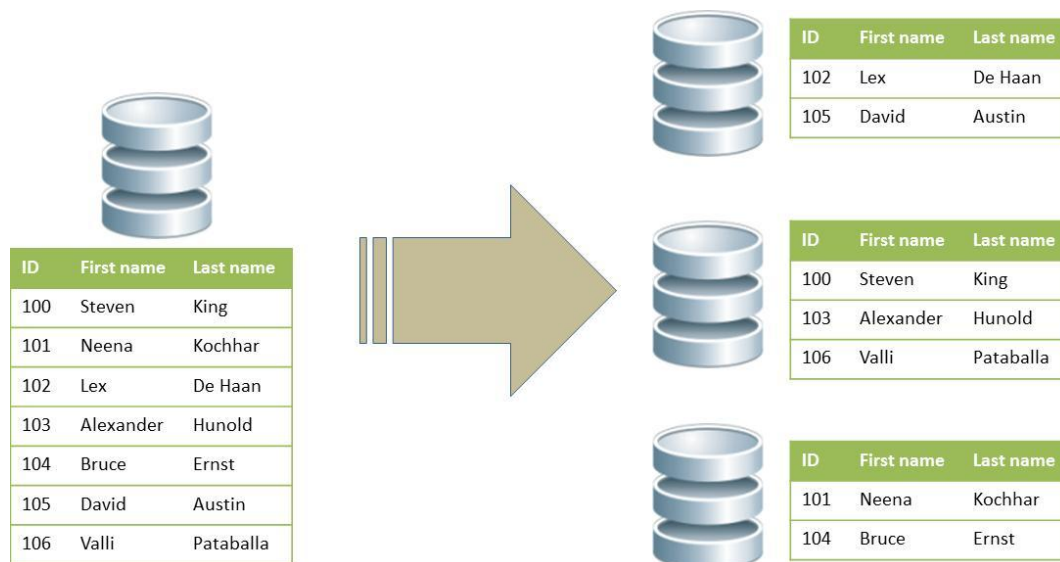 ID First name Last name
100 Steven King
101 Neena Kochhar
102 Lex De Haan
103 Alexander Hunold
104 Bruce Ernst
105 David Austin
106 Valli Pataballa
ID First name Last name
102 Lex De Haan
105 David Austin
ID First name Last name
100 Steven King
103 Alexander Hunold
106 Valli Pataballa
ID First name Last name
101 Neena Kochhar
104 Bruce Ernst